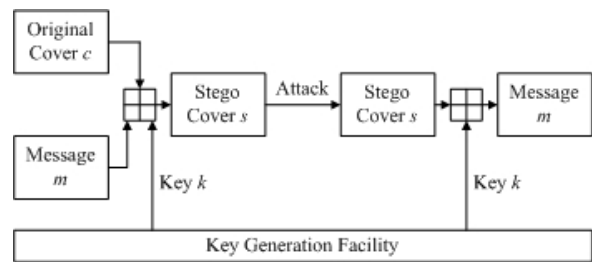 Original
Cover c
Message
m
Stego
Cover s
Attack
Stego
Cover s
Message
m
Key k
Key k
Key Generation Facility